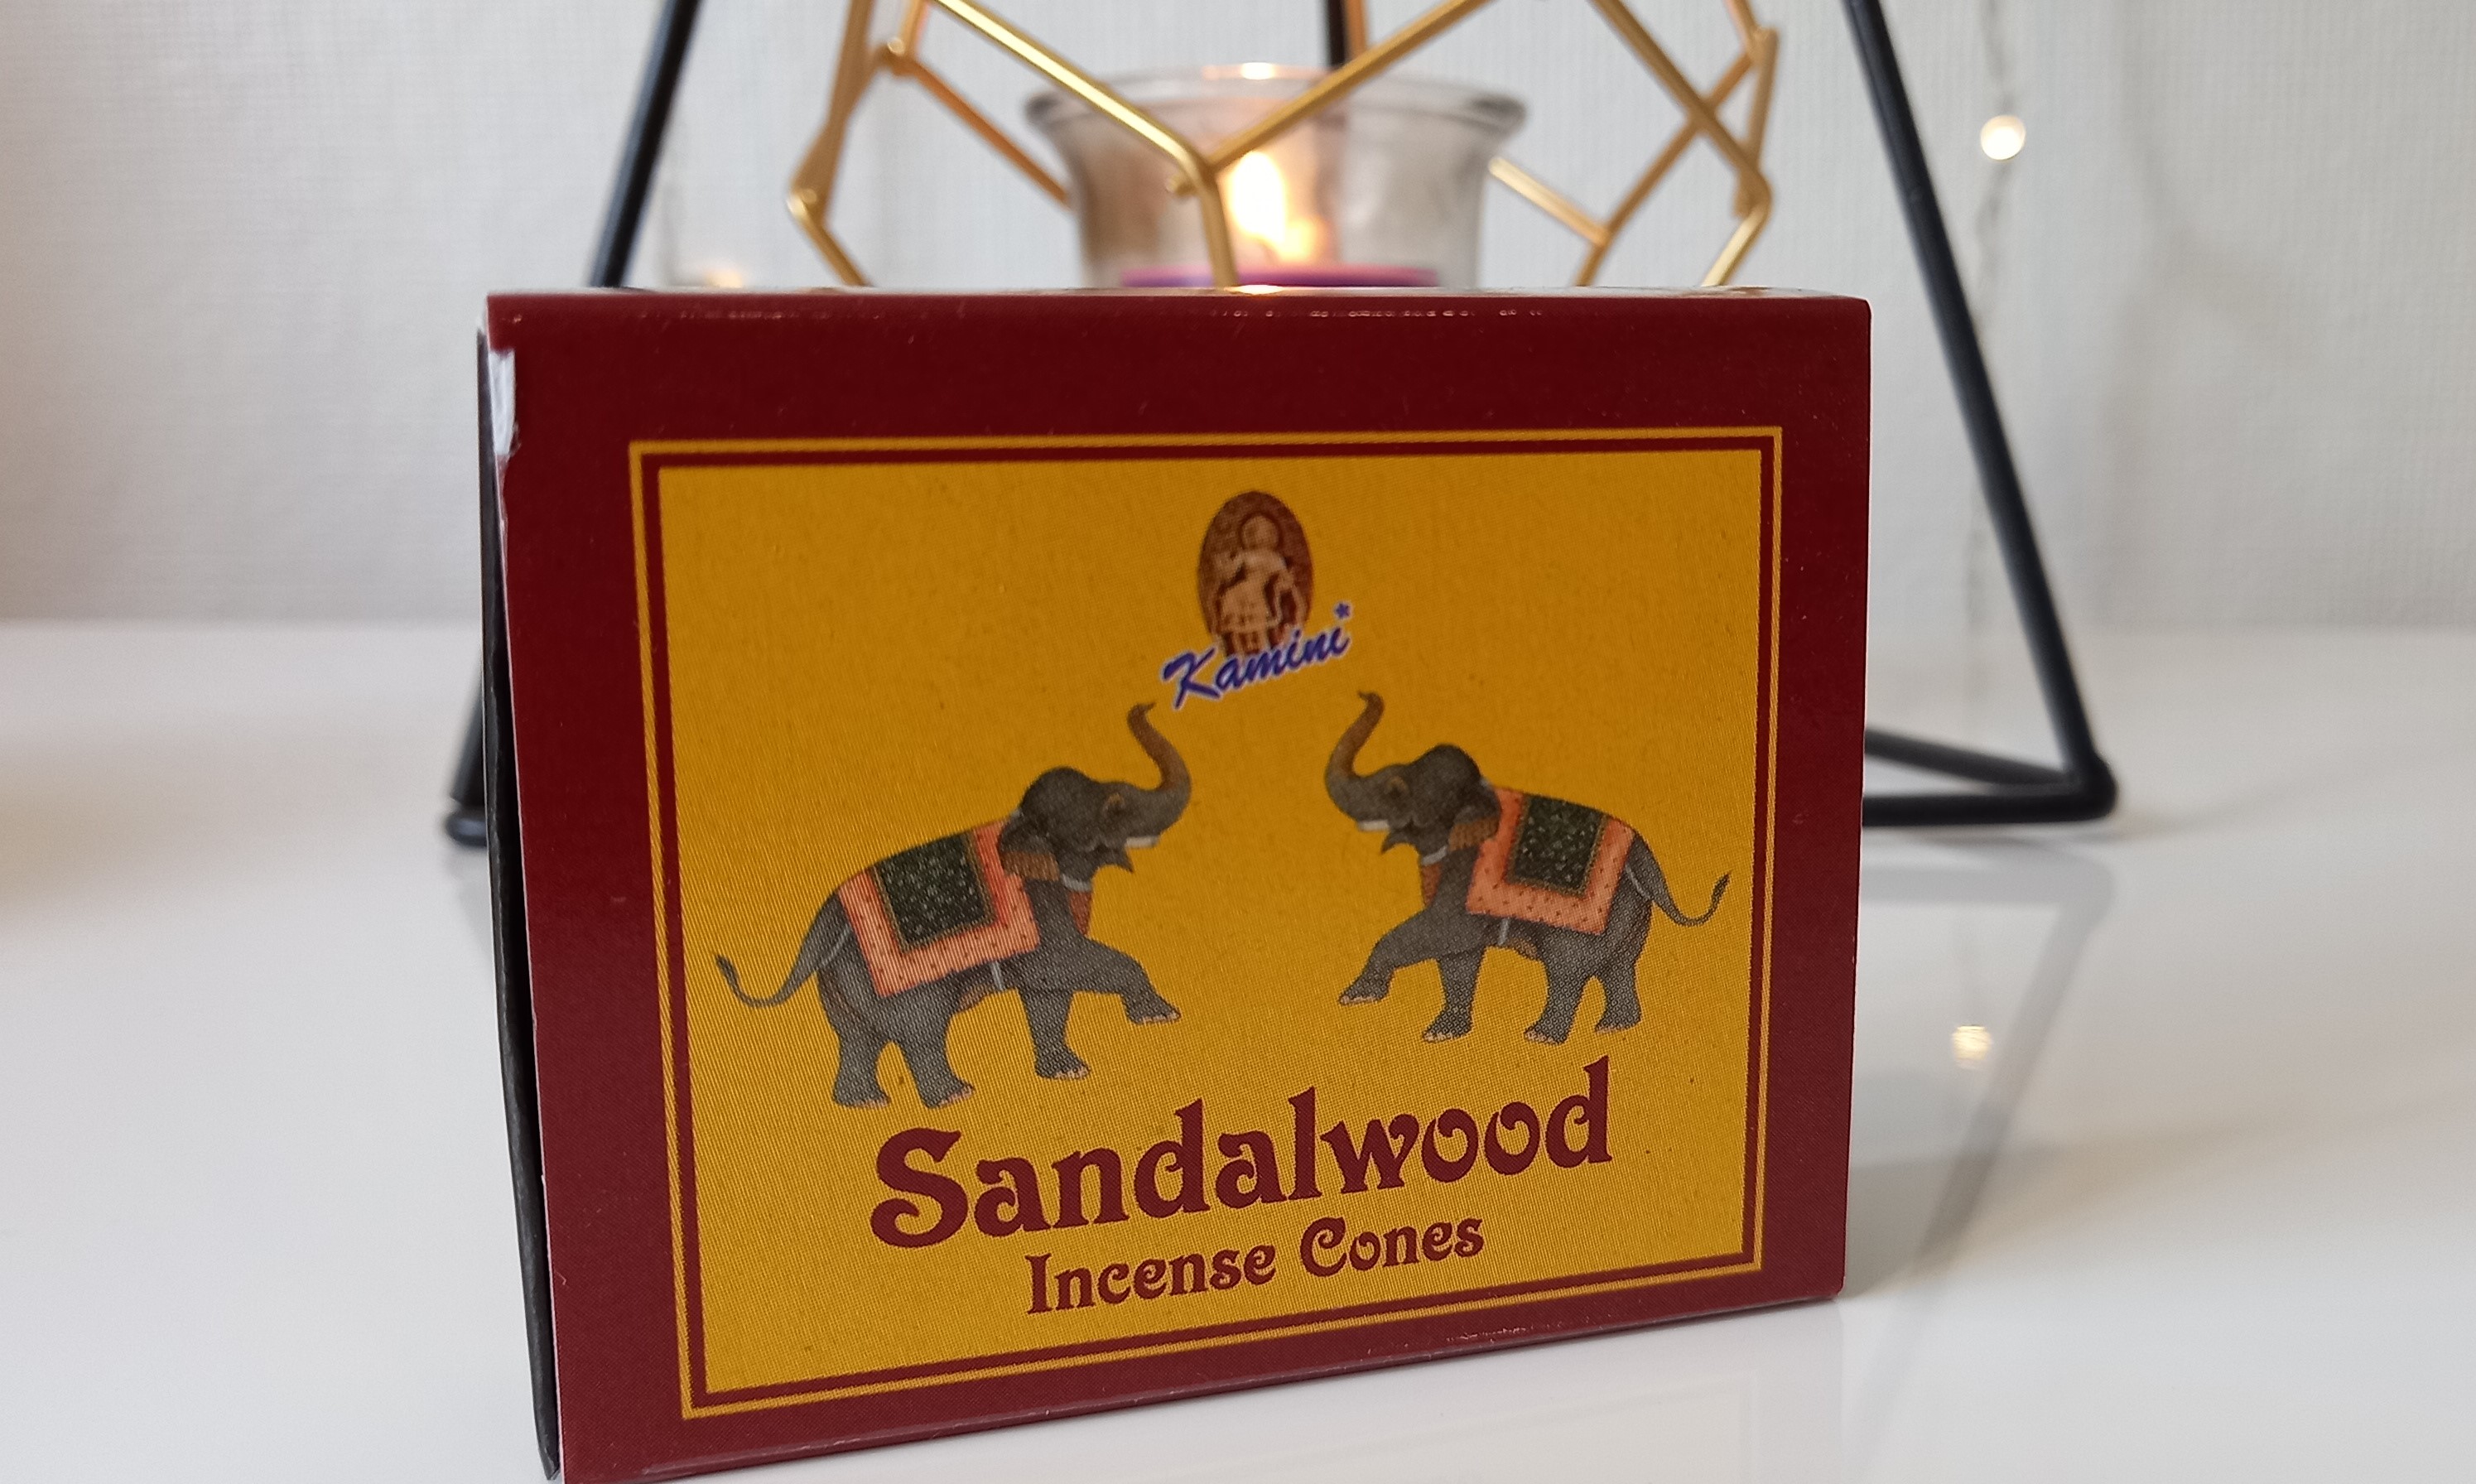 Kamini*
Sandalwood
Incense Cones